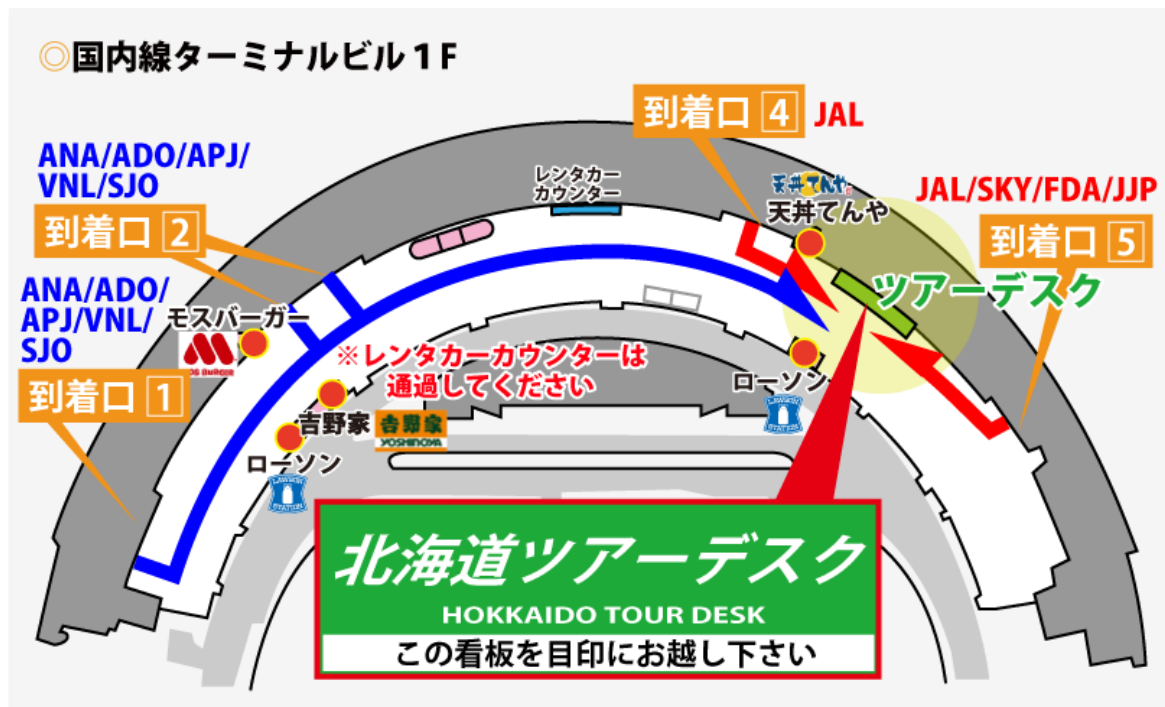 ◎国内線ターミナルビル1F
到着口 4
JAL
ANA/ADO/APJ/
VNL/SJO
到着口 2
レンタカー
カウンター
天丼てんや
天丼てんや
JAL/SKY/FDA/JJP
到着口 5
ツアーデスク
ANA/ADO/
APJ/VNL/
SJO
到着口 1
モスバーガー
MOS BURGER
※レンタカーカウンターは
通過してください
吉野家
吉野家
YOSHINOYA
ローソン
LAWSON
STATION
ローソン
LAWSON
STATION
北海道ツアーデスク
HOKKAIDO TOUR DESK
この看板を目印にお越し下さい